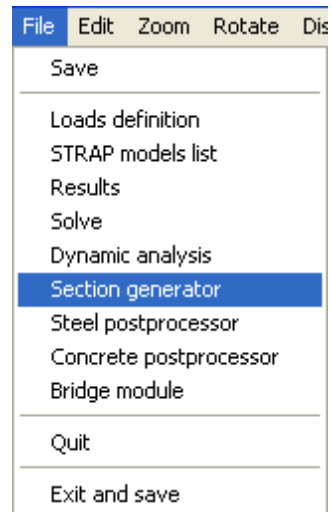 File Edit Zoom Rotate Dis
Save
Loads definition
STRAP models list
Results
Solve
Dynamic analysis
Section generator
Steel postprocessor
Concrete postprocessor
Bridge module
Quit
Exit and save